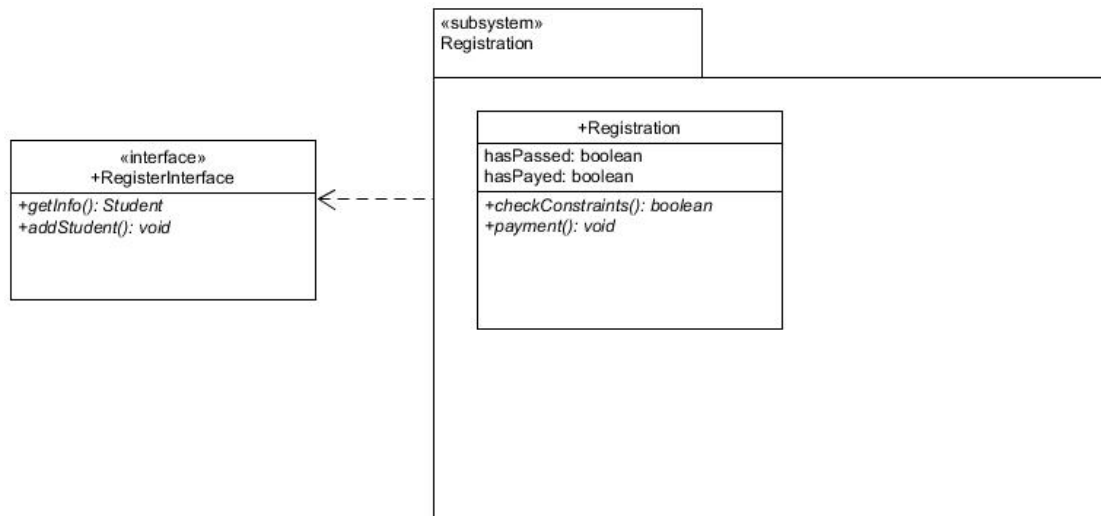 «subsystem»
Registration
«interface»
+RegisterInterface
+getInfo(): Student
+addStudent(): void
+Registration
hasPassed: boolean
hasPayed: boolean
+checkConstraints(): boolean
+payment(): void